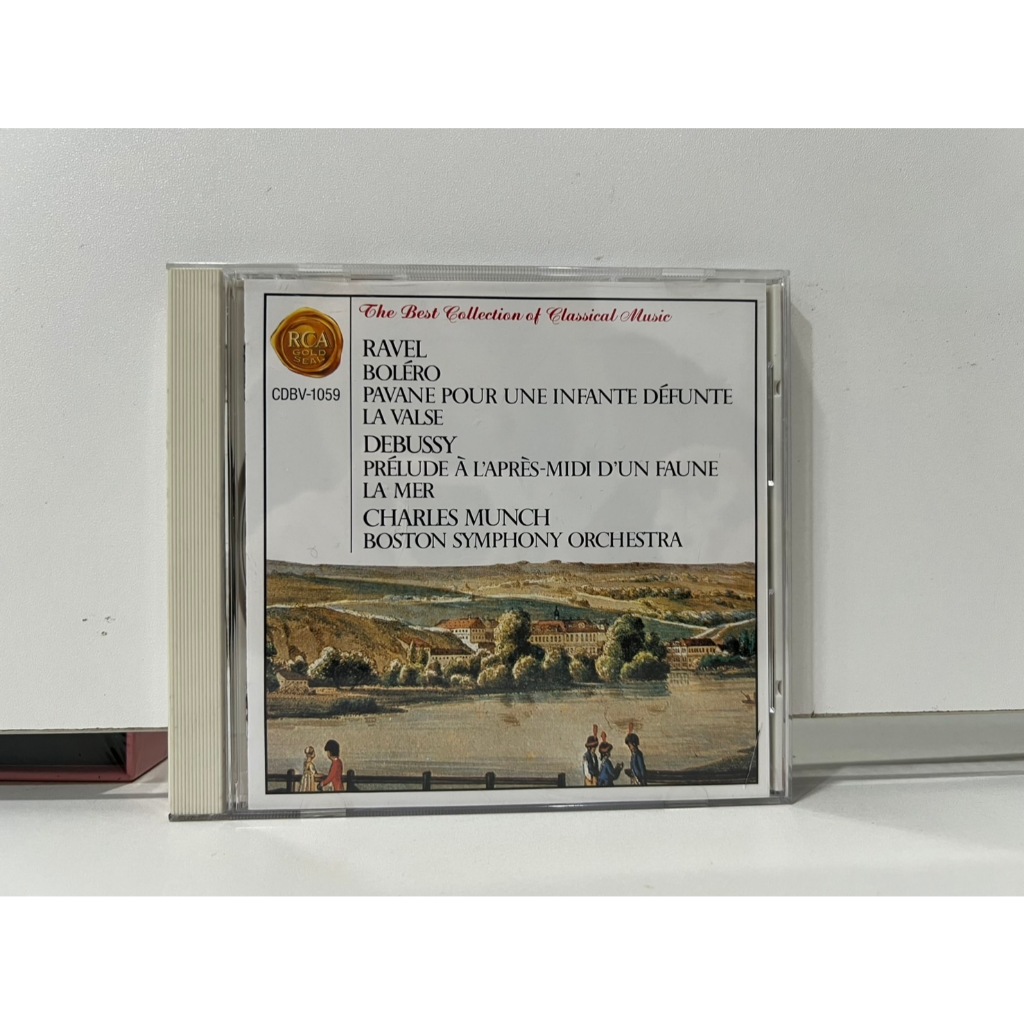 The Best Collection of Classical Music
RCA
GOLD
SEAL
CDBV-1059
RAVEL
BOLÉRO
PAVANE POUR UNE INFANTE DÉFUNTE
LA VALSE
DEBUSSY
PRÉLUDE À L'APRÈS-MIDI D'UN FAUNE
LA MER
CHARLES MUNCH
BOSTON SYMPHONY ORCHESTRA